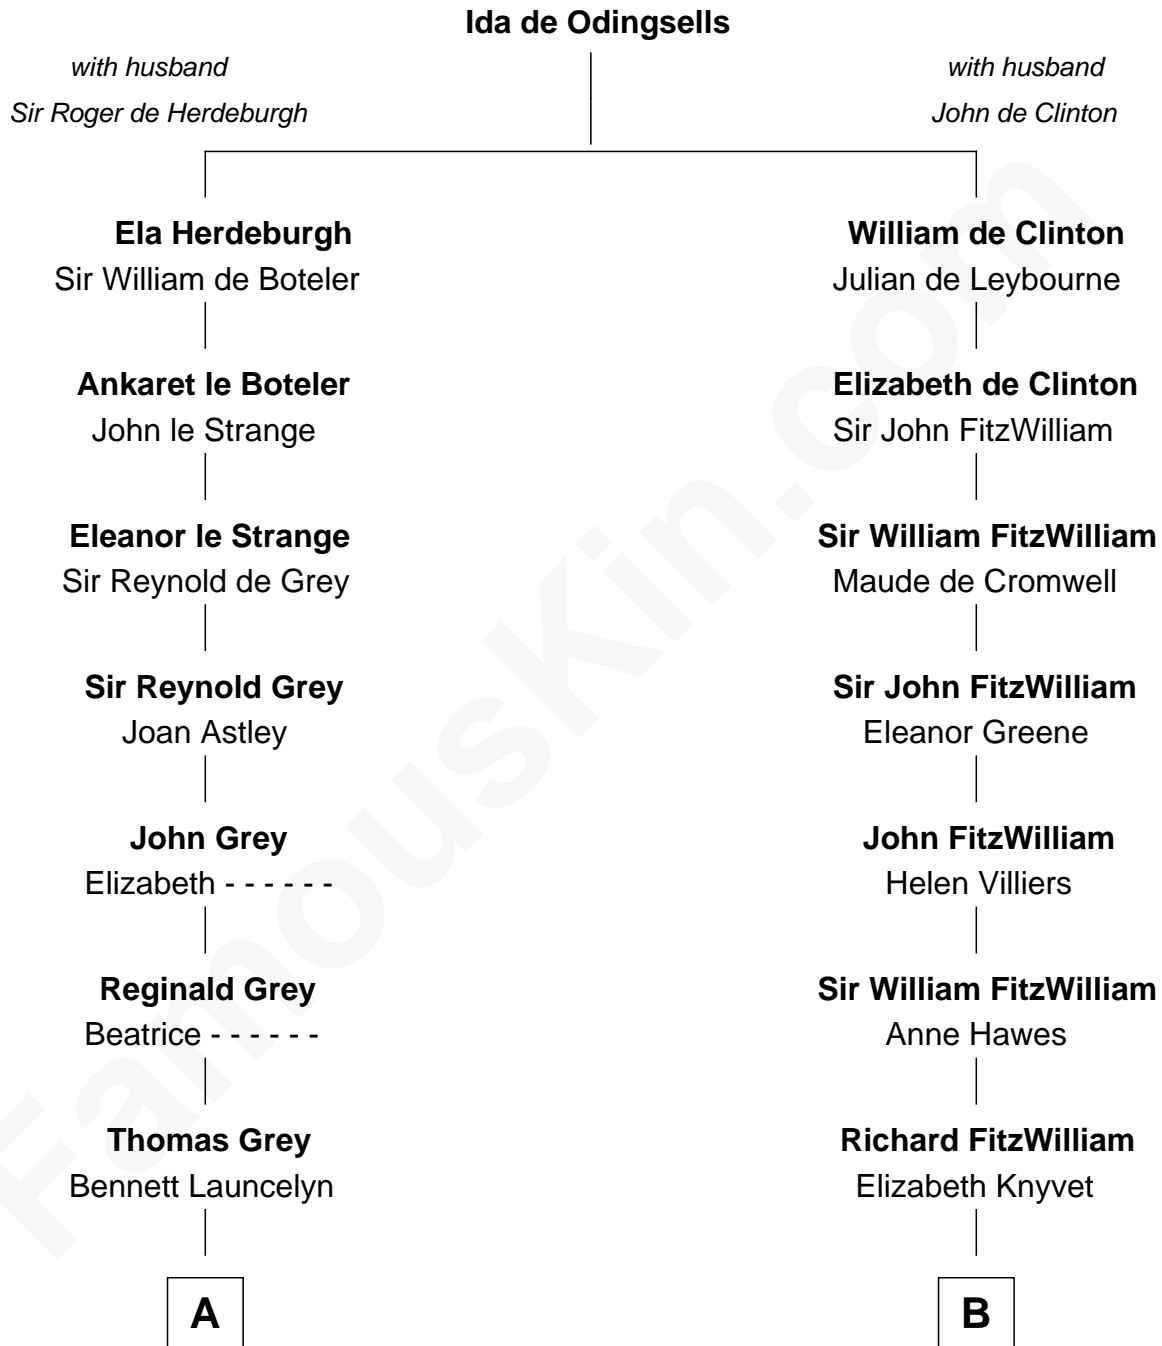 Ida de Odingsells
with husband
Sir Roger de Herdeburgh
with husband
John de Clinton
Ela Herdeburgh
Sir William de Boteler
William de Clinton
Julian de Leybourne
Ankaret le Boteler
John le Strange
Elizabeth de Clinton
Sir John FitzWilliam
Eleanor le Strange
Sir Reynold de Grey
Sir William FitzWilliam
Maude de Cromwell
Sir Reynold Grey
Joan Astley
Sir John FitzWilliam
Eleanor Greene
John Grey
Elizabeth - - - - - -
John FitzWilliam
Helen Villiers
Reginald Grey
Beatrice - - - - - -
Sir William FitzWilliam
Anne Hawes
Thomas Grey
Bennett Launcelyn
Richard FitzWilliam
Elizabeth Knyvet
A
B
FamousKin.com